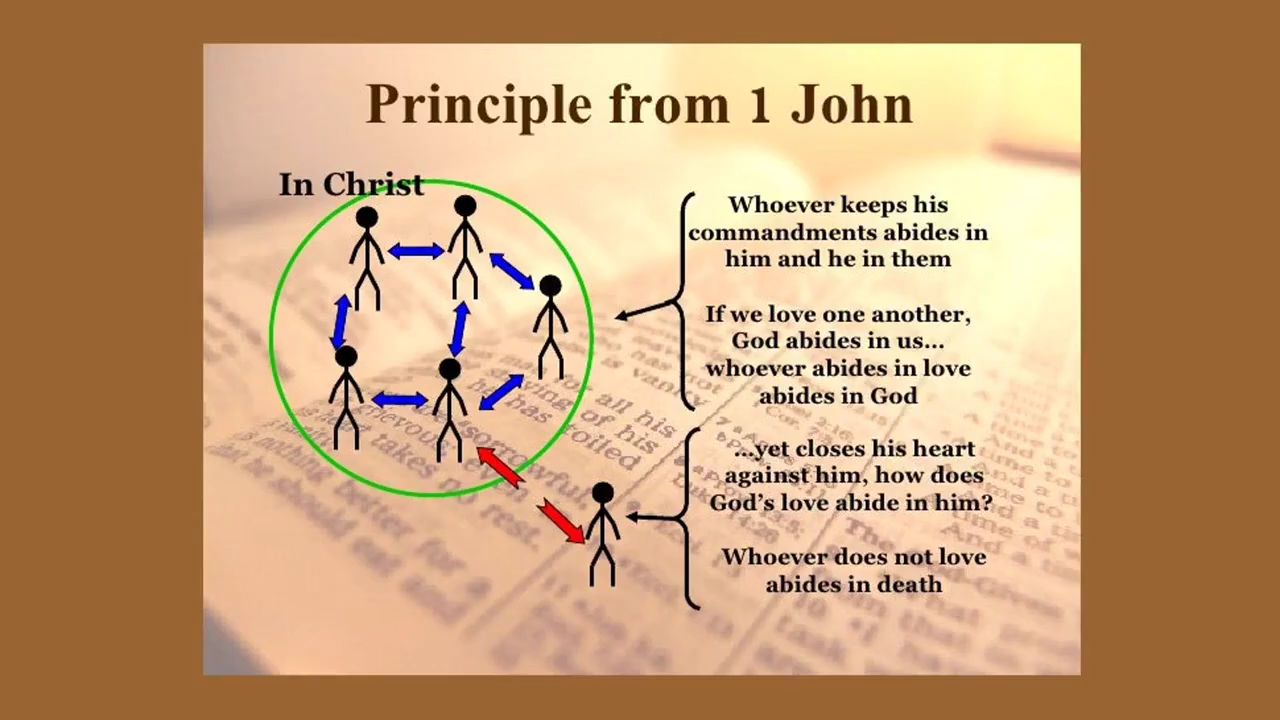 Principle from 1 John
In Christ
Whoever keeps his
commandments abides in
him and he in them
If we love one another,
God abides in us...
whoever abides in love
abides in God
...yet closes his heart
against him, how does
God's love abide in him?
Whoever does not love
abides in death